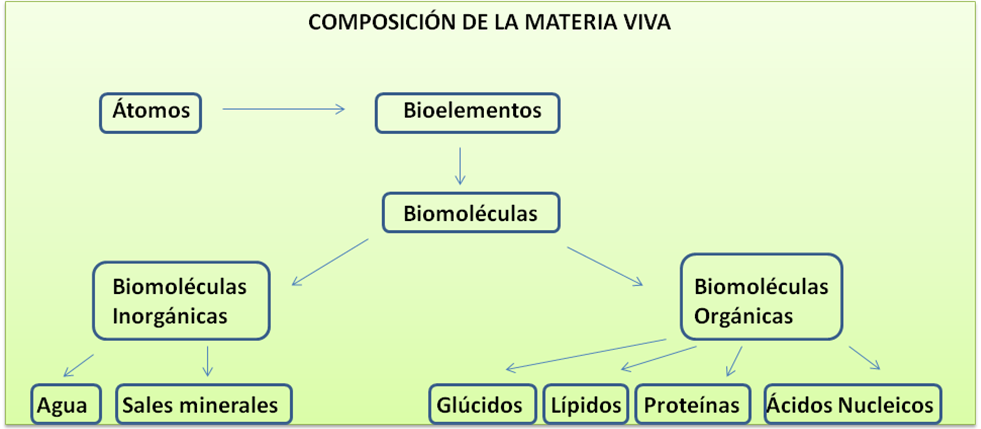 COMPOSICIÓN DE LA MATERIA VIVA
Átomos
Bioelementos
Biomoléculas
Biomoléculas
Inorgánicas
Biomoléculas
Orgánicas
Agua
Sales minerales
Glúcidos
Lípidos
Proteínas
Ácidos Nucleicos